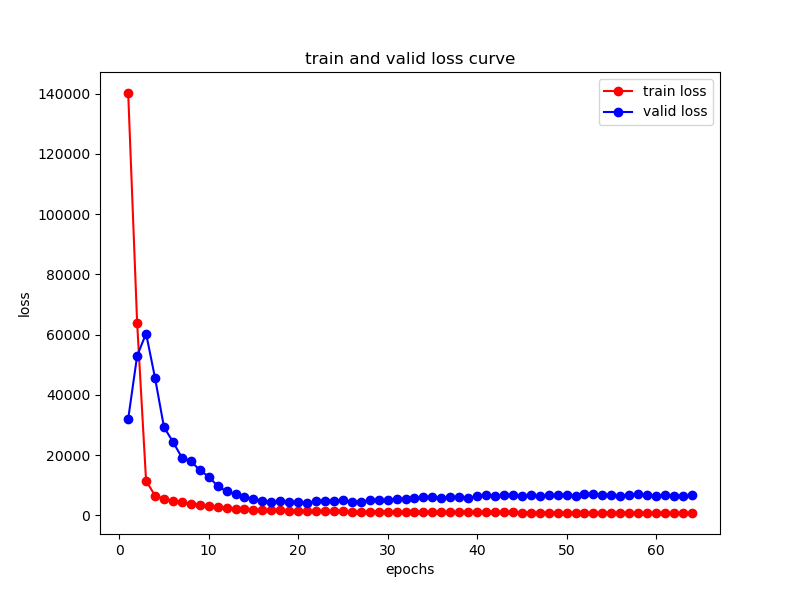 train and valid loss curve
train loss
valid loss
140000
120000
100000
80000
60000
40000
20000
0
loss
0 10 20 30 40 50 60
epochs